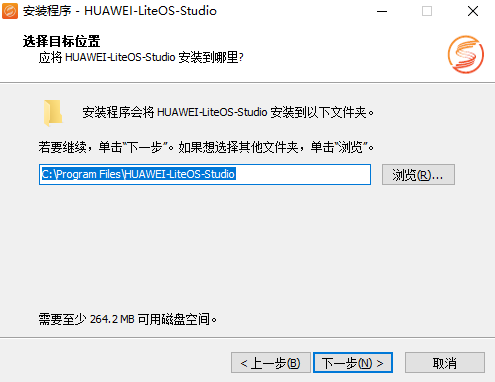 安装程序 - HUAWEI-LiteOS-Studio
选择目标位置
应将 HUAWEI-LiteOS-Studio 安装到哪里?
安装程序会将 HUAWEI-LiteOS-Studio 安装到以下文件夹。
若要继续，单击“下一步”。如果想选择其他文件夹，单击“浏览”。
C:\Program Files\HUAWEI-LiteOS-Studio
浏览(R)...
需要至少 264.2 MB 可用磁盘空间。
< 上一步(B)
下一步(N) >
取消